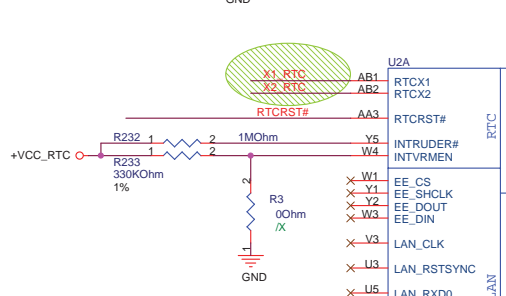 GND
U2A
X1_RTC AB1 RTCX1
X2_RTC AB2 RTCX2
RTCRST# AA3 RTCRST#
RTC
R232 1 2 1MOhm Y5 INTRUDER#
+VCC_RTC R233 1 2 W4 INTVRMEN
330KOhm
1%
2
R3
0Ohm
/X
1
GND
W1 EE_CS
Y1 EE_SHCLK
Y2 EE_DOUT
W3 EE_DIN
V3 LAN_CLK
U3 LAN_RSTSYNC
U5 LAN_RXD0
LAN